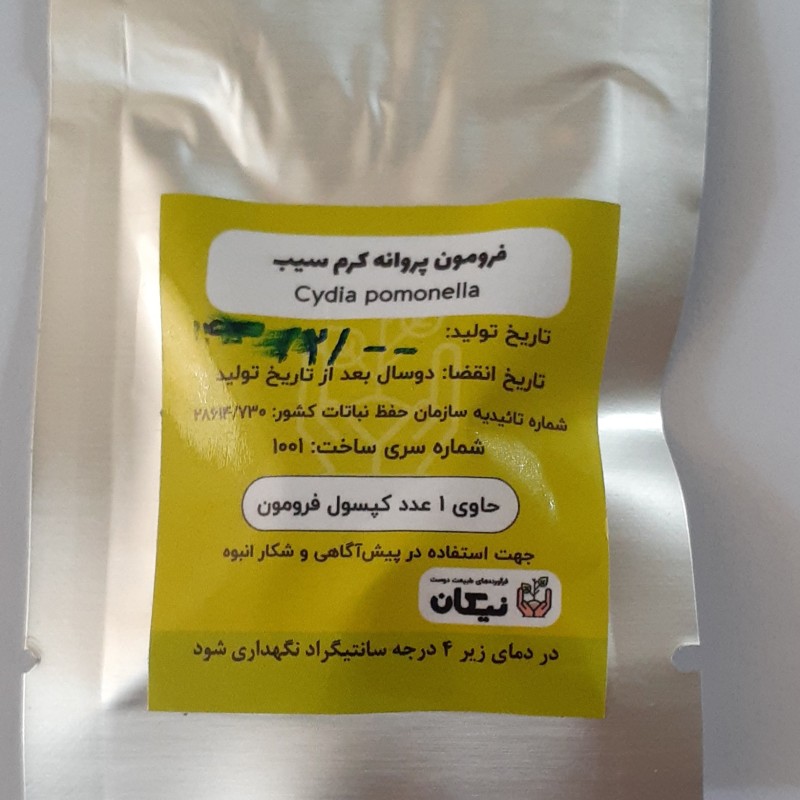 فرومون پروانه کرم سیب
Cydia pomonella
تاریخ تولید:
تاریخ انقضا: دوسال بعد از تاریخ تولید
شماره تائیدیه سازمان حفظ نباتات کشور: ۲۸۶۱۴/۷۳۰
شماره سری ساخت: ۱۰۰۱
حاوی ۱ عدد کپسول فرومون
جهت استفاده در پیش‌آگاهی و شکار انبوه
فرآورده‌های طبیعت دوست
نیکان
در دمای زیر ۴ درجه سانتیگراد نگهداری شود